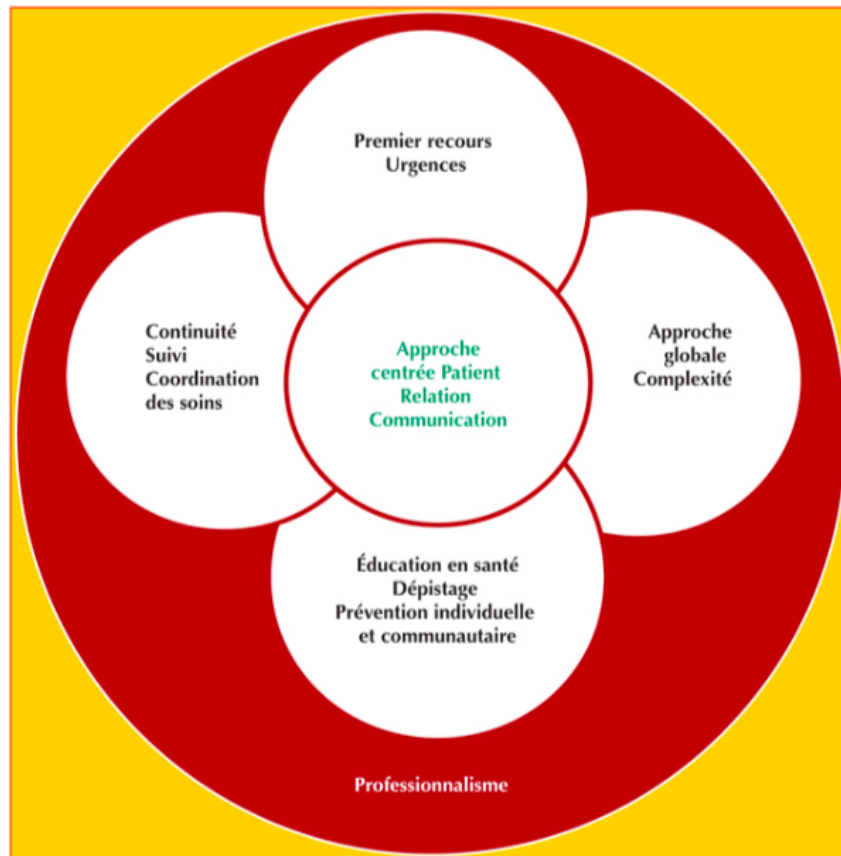 Premier recours
Urgences
Continuité
Suivi
Coordination
des soins
Approche
centrée Patient
Relation
Communication
Approche
globale
Complexité
Éducation en santé
Dépistage
Prévention individuelle
et communautaire
Professionnalisme